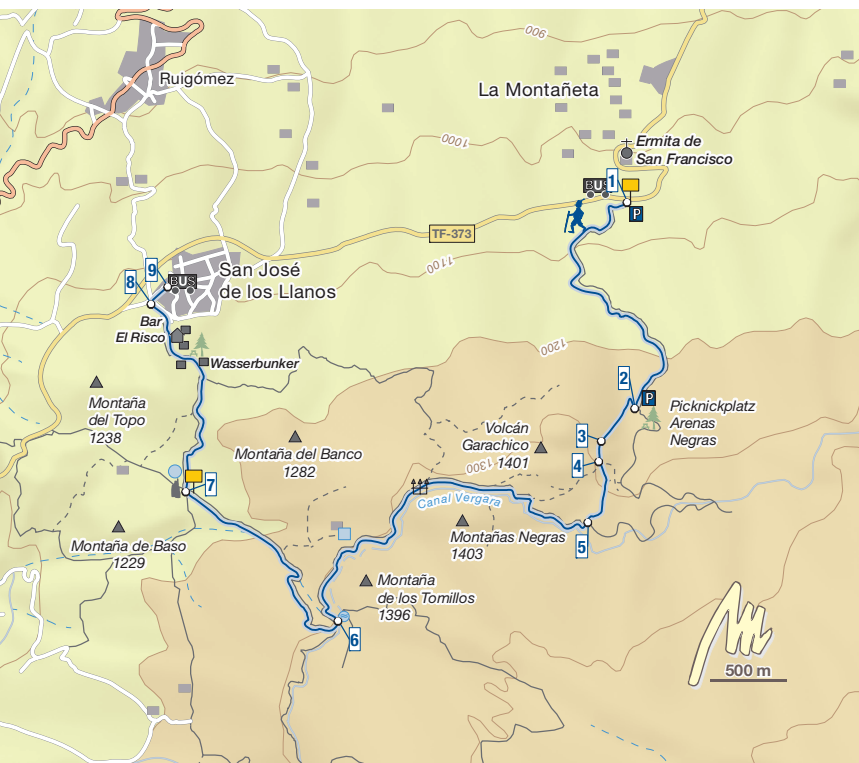 900
Ruigómez
La Montañeta
1000
Ermita de
San Francisco
BUS
1
P
TF-373
1100
9
8
BUS
San José
de los Llanos
Bar
El Risco
Wasserbunker
1200
2
P
Picknickplatz
Arenas
Negras
Montaña
del Topo
1238
Volcán
Garachico
1401
3
4
Montaña del Banco
1282
1300
7
Canal Vergara
Montañas Negras
1403
5
Montaña de Baso
1229
Montaña
de los Tomillos
1396
6
500 m